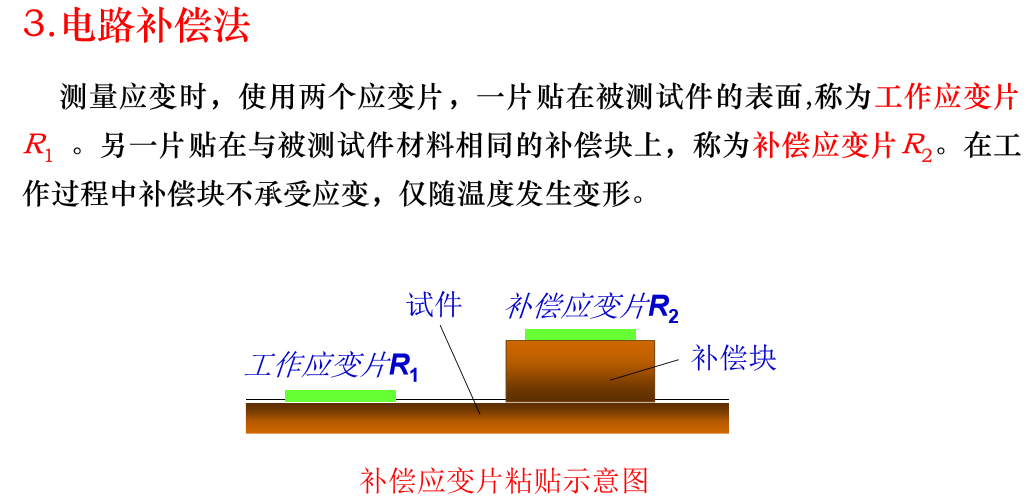 3.电路补偿法
测量应变时，使用两个应变片，一片贴在被测试件的表面,称为工作应变片
R1 。另一片贴在与被测试件材料相同的补偿块上，称为补偿应变片R2。在工
作过程中补偿块不承受应变，仅随温度发生变形。
试件
补偿应变片R2
工作应变片R1
补偿块
补偿应变片粘贴示意图